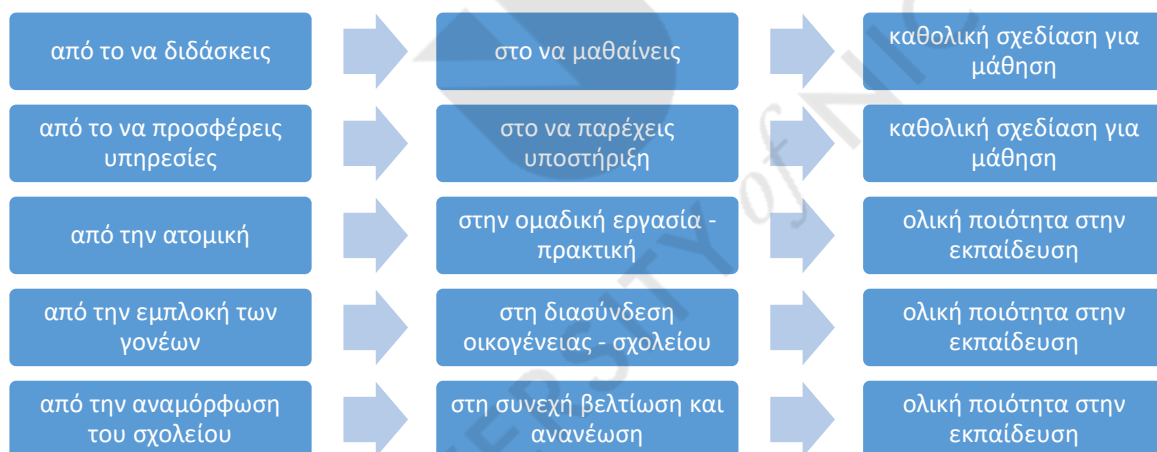 από το να διδάσκεις
στο να μαθαίνεις
καθολική σχεδίαση για
μάθηση
από το να προσφέρεις
υπηρεσίες
στο να παρέχεις
υποστήριξη
καθολική σχεδίαση για
μάθηση
από την ατομική
στην ομαδική εργασία -
πρακτική
ολική ποιότητα στην
εκπαίδευση
από την εμπλοκή των
γονέων
στη διασύνδεση
οικογένειας - σχολείου
ολική ποιότητα στην
εκπαίδευση
από την αναμόρφωση
του σχολείου
στη συνεχή βελτίωση και
ανανέωση
ολική ποιότητα στην
εκπαίδευση
ERSITY of NIC